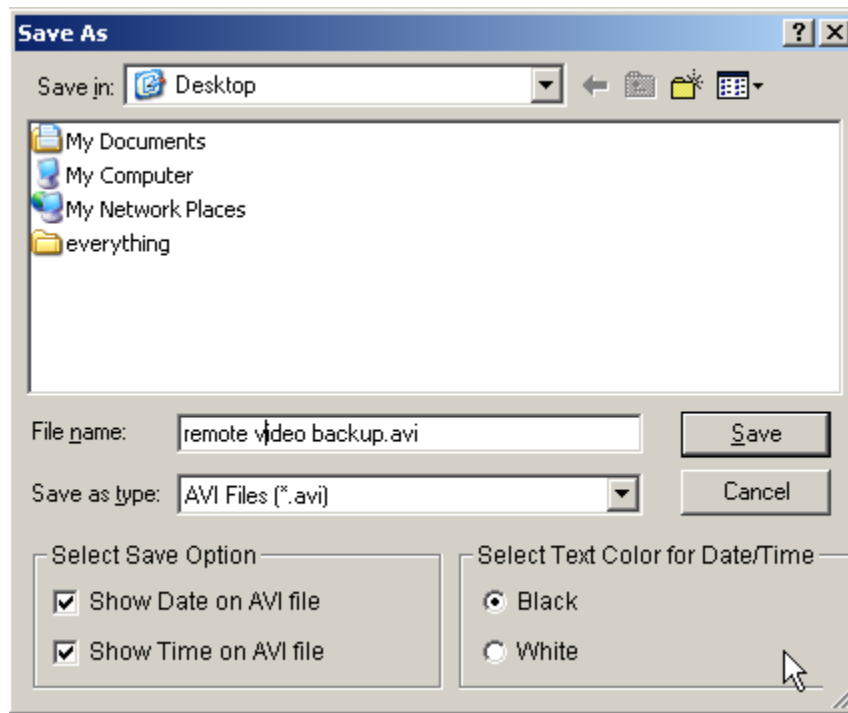 Save As
Save in: Desktop
My Documents
My Computer
My Network Places
everything
File name: remote video backup.avi Save
Save as type: AVI Files (*.avi) Cancel
Select Save Option Select Text Color for Date/Time
Show Date on AVI file Black
Show Time on AVI file White